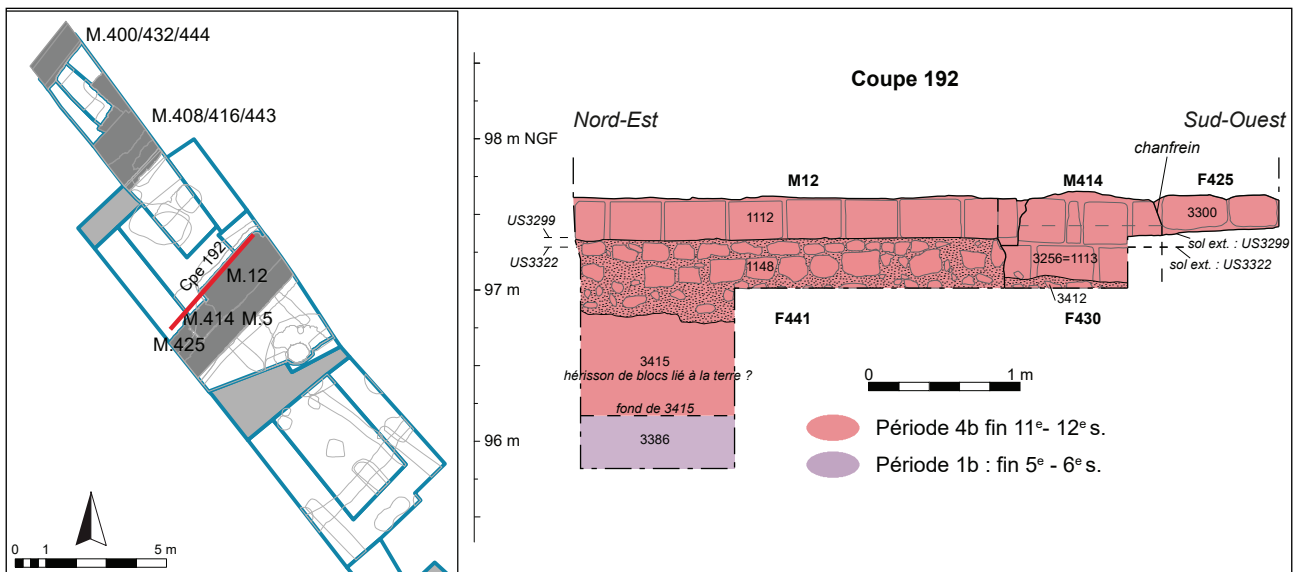 M.400/432/444
M.408/416/443
Cpe 192
M.12
M.414 M.5
M.425
0 1 5 m
Coupe 192
Nord-Est
Sud-Ouest
98 m NGF
chanfrein
M12
M414
F425
US3299
1112
3300
sol ext. : US3299
US3322
1148
3256=1113
sol ext. : US3322
97 m
3412
F441
F430
3415
hérisson de blocs lié à la terre ?
0 1 m
fond de 3415
96 m
3386
Période 4b fin 11e- 12e s.
Période 1b : fin 5e - 6e s.